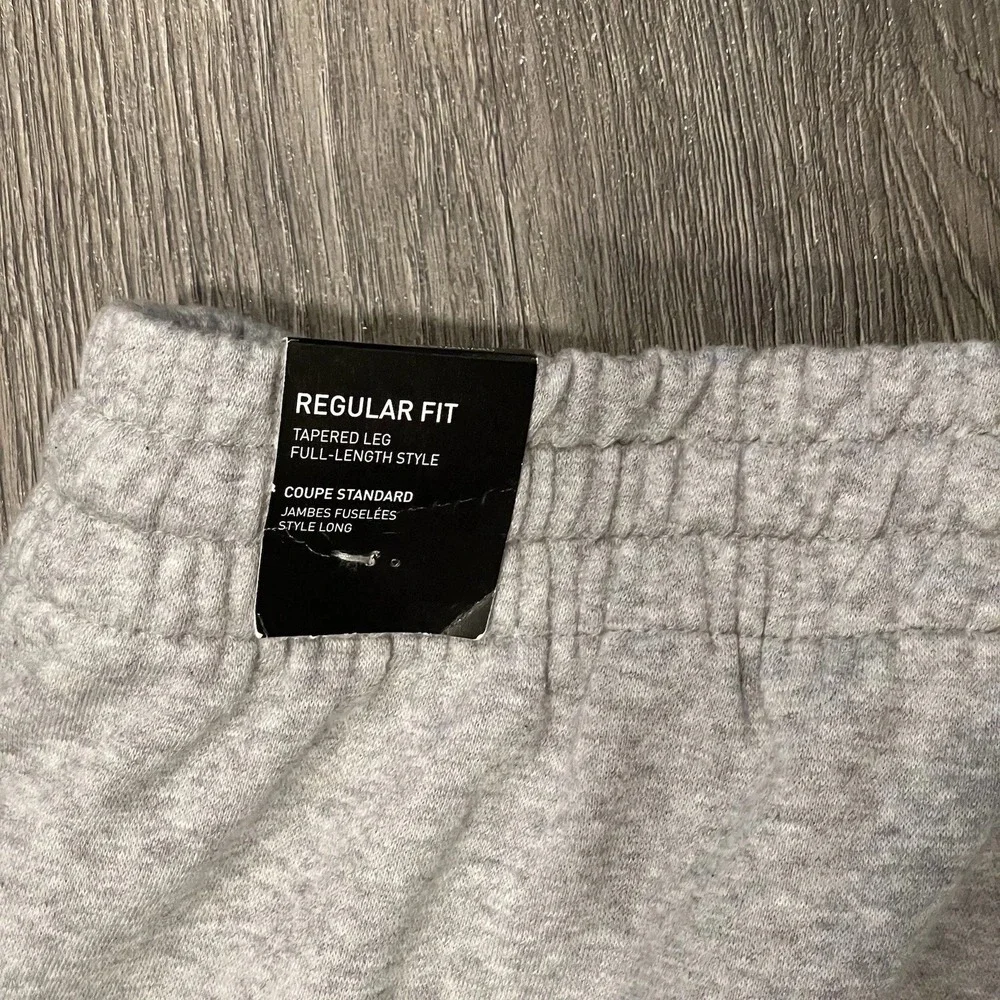 REGULAR FIT
TAPERED LEG
FULL-LENGTH STYLE
COUPE STANDARD
JAMBES FUSELÉES
STYLE LONG